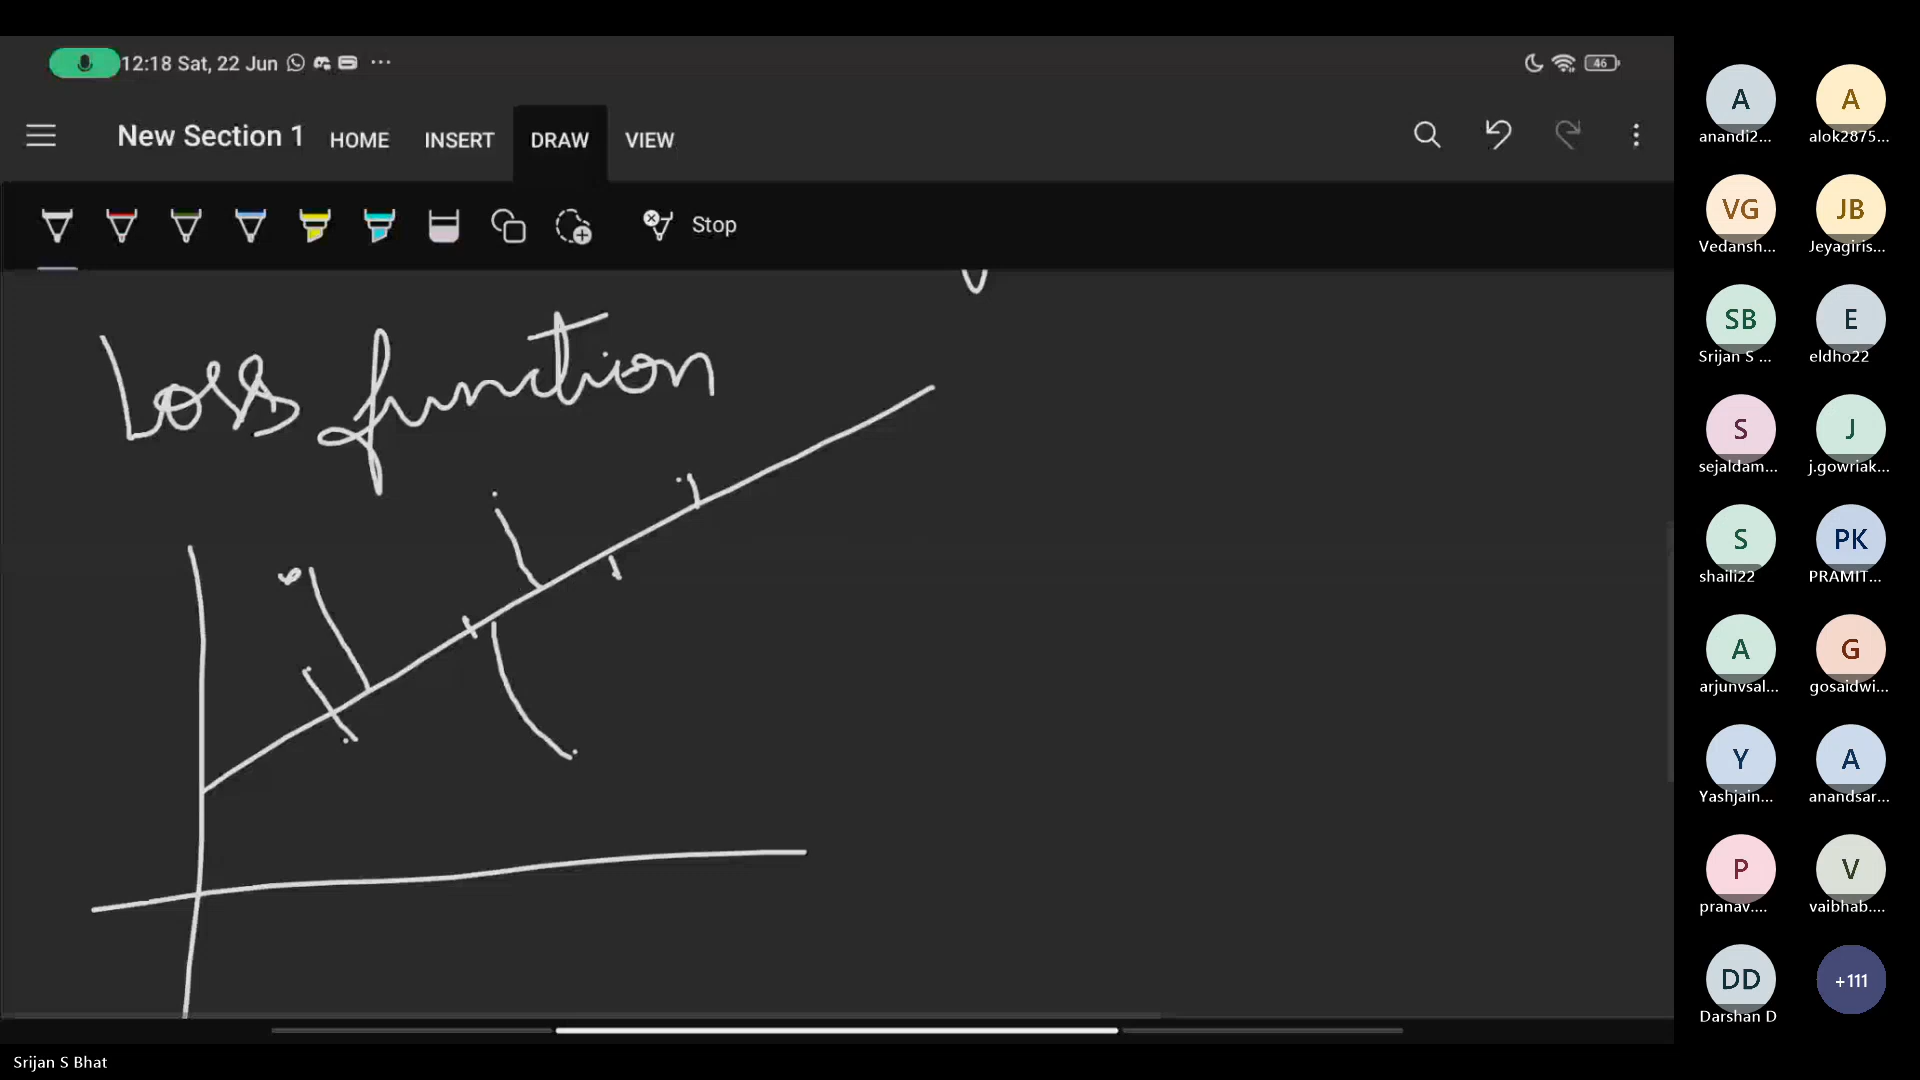 12:18 Sat, 22 Jun ... 46
New Section 1 HOME INSERT DRAW VIEW
Stop
Loss function
A A
anandi2... alok2875...
VG JB
Vedansh... Jeyagiris...
SB E
Srijan S ... eldho22
S J
sejaldam... j.gowriak...
S PK
shaili22 PRAMIT...
A G
arjunvsal... gosaidwi...
Y A
Yashjain... anandsar...
P V
pranav.... vaibhab....
DD +111
Darshan D
Srijan S Bhat